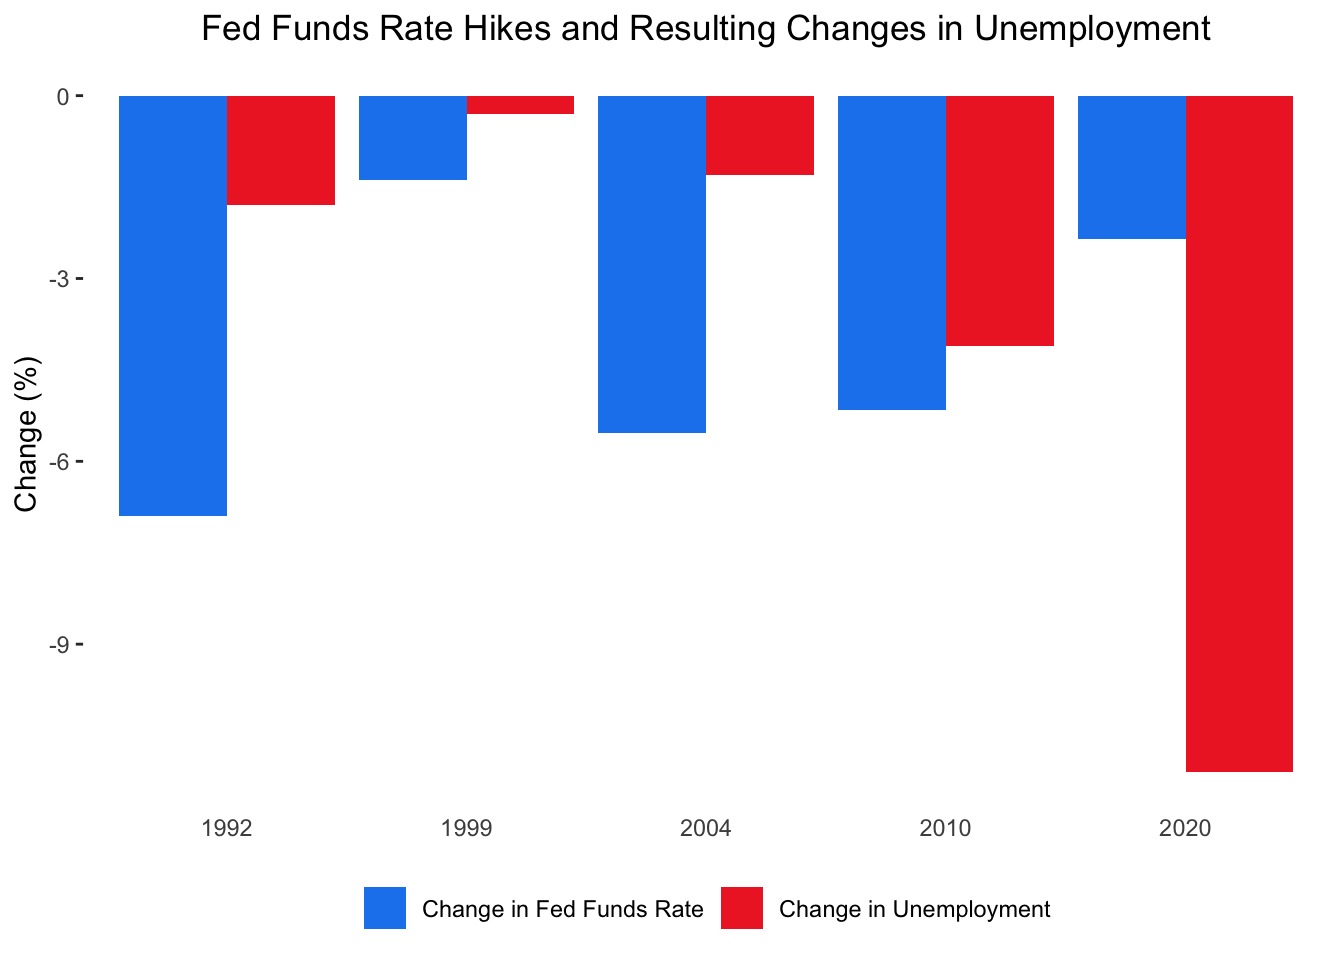 Fed Funds Rate Hikes and Resulting Changes in Unemployment
0
-3
-6
-9
Change (%)
1992 1999 2004 2010 2020
Change in Fed Funds Rate Change in Unemployment